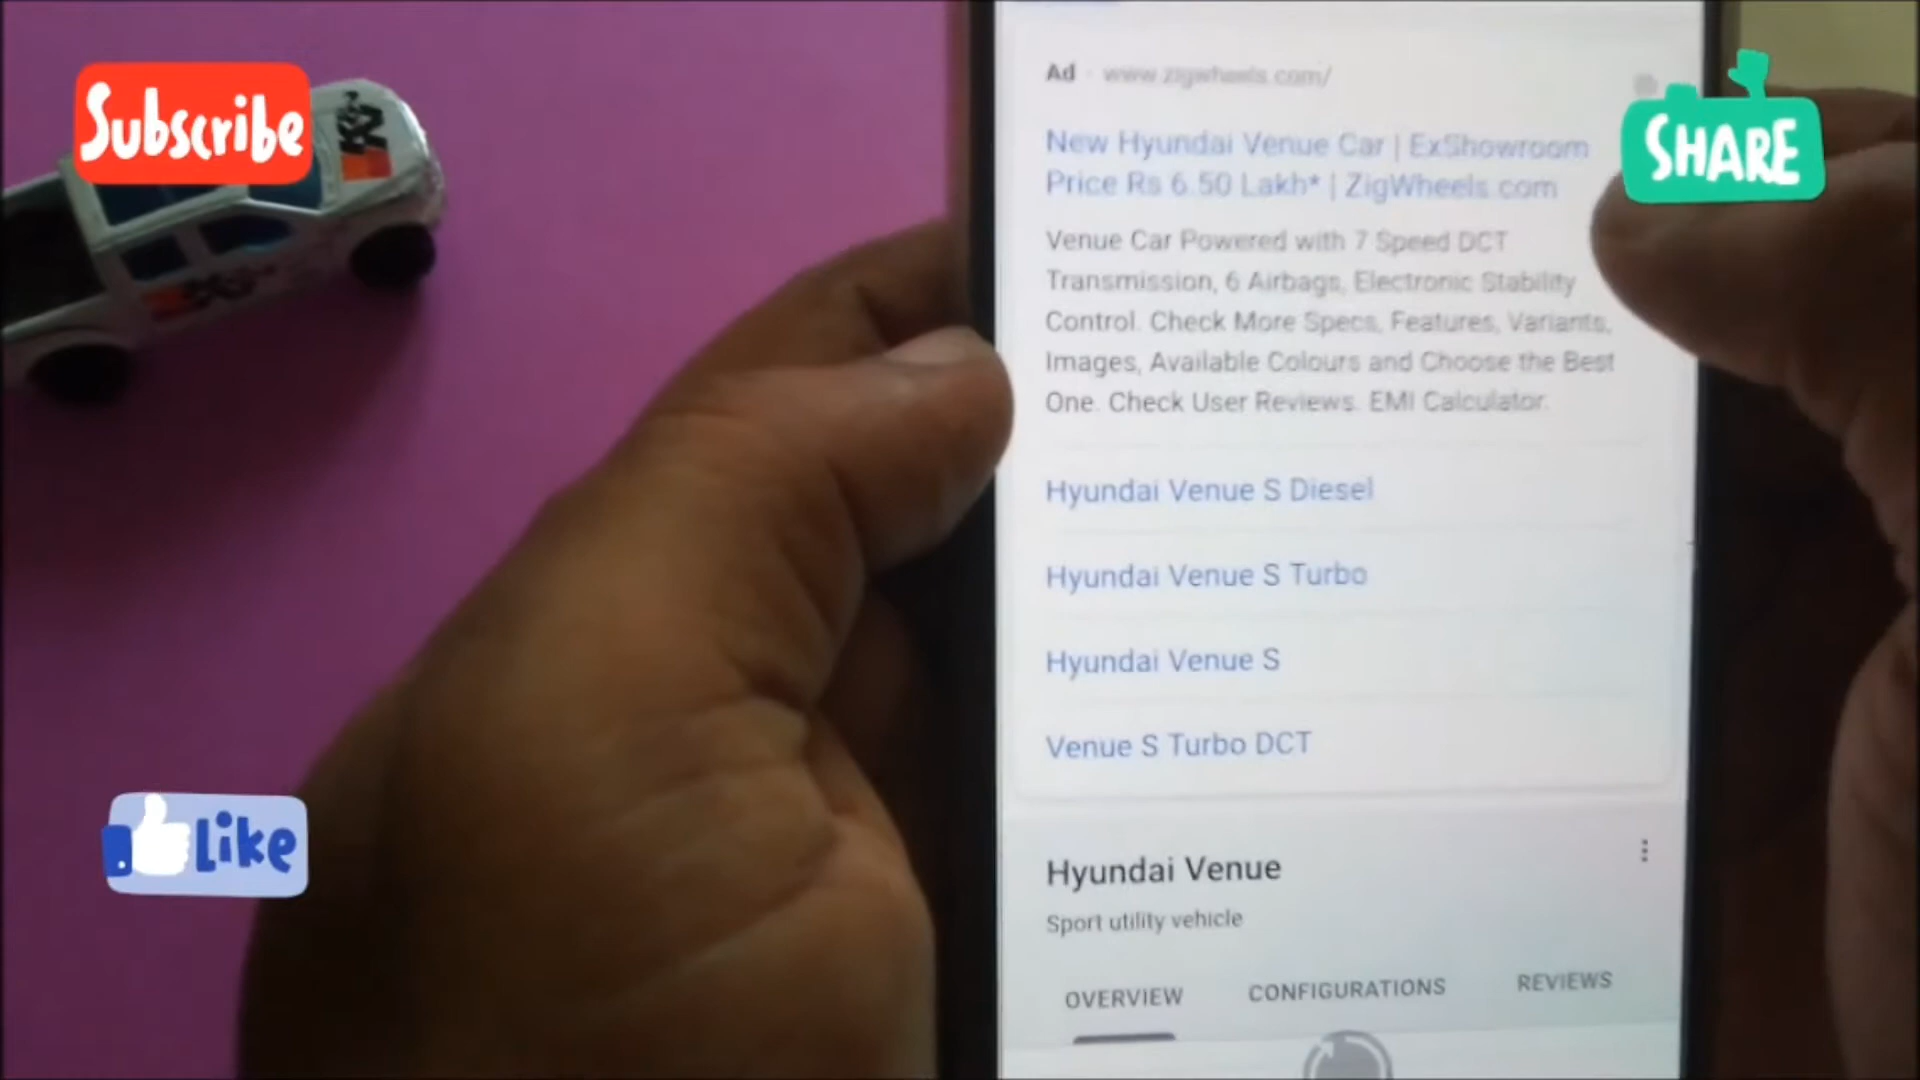 Subscribe
SHARE
Like
Ad · www.zigwheels.com/
New Hyundai Venue Car | ExShowroom
Price Rs 6.50 Lakh* | ZigWheels.com
Venue Car Powered with 7 Speed DCT
Transmission, 6 Airbags, Electronic Stability
Control. Check More Specs, Features, Variants,
Images, Available Colours and Choose the Best
One. Check User Reviews. EMI Calculator.
Hyundai Venue S Diesel
Hyundai Venue S Turbo
Hyundai Venue S
Venue S Turbo DCT
Hyundai Venue
Sport utility vehicle
OVERVIEW CONFIGURATIONS REVIEWS